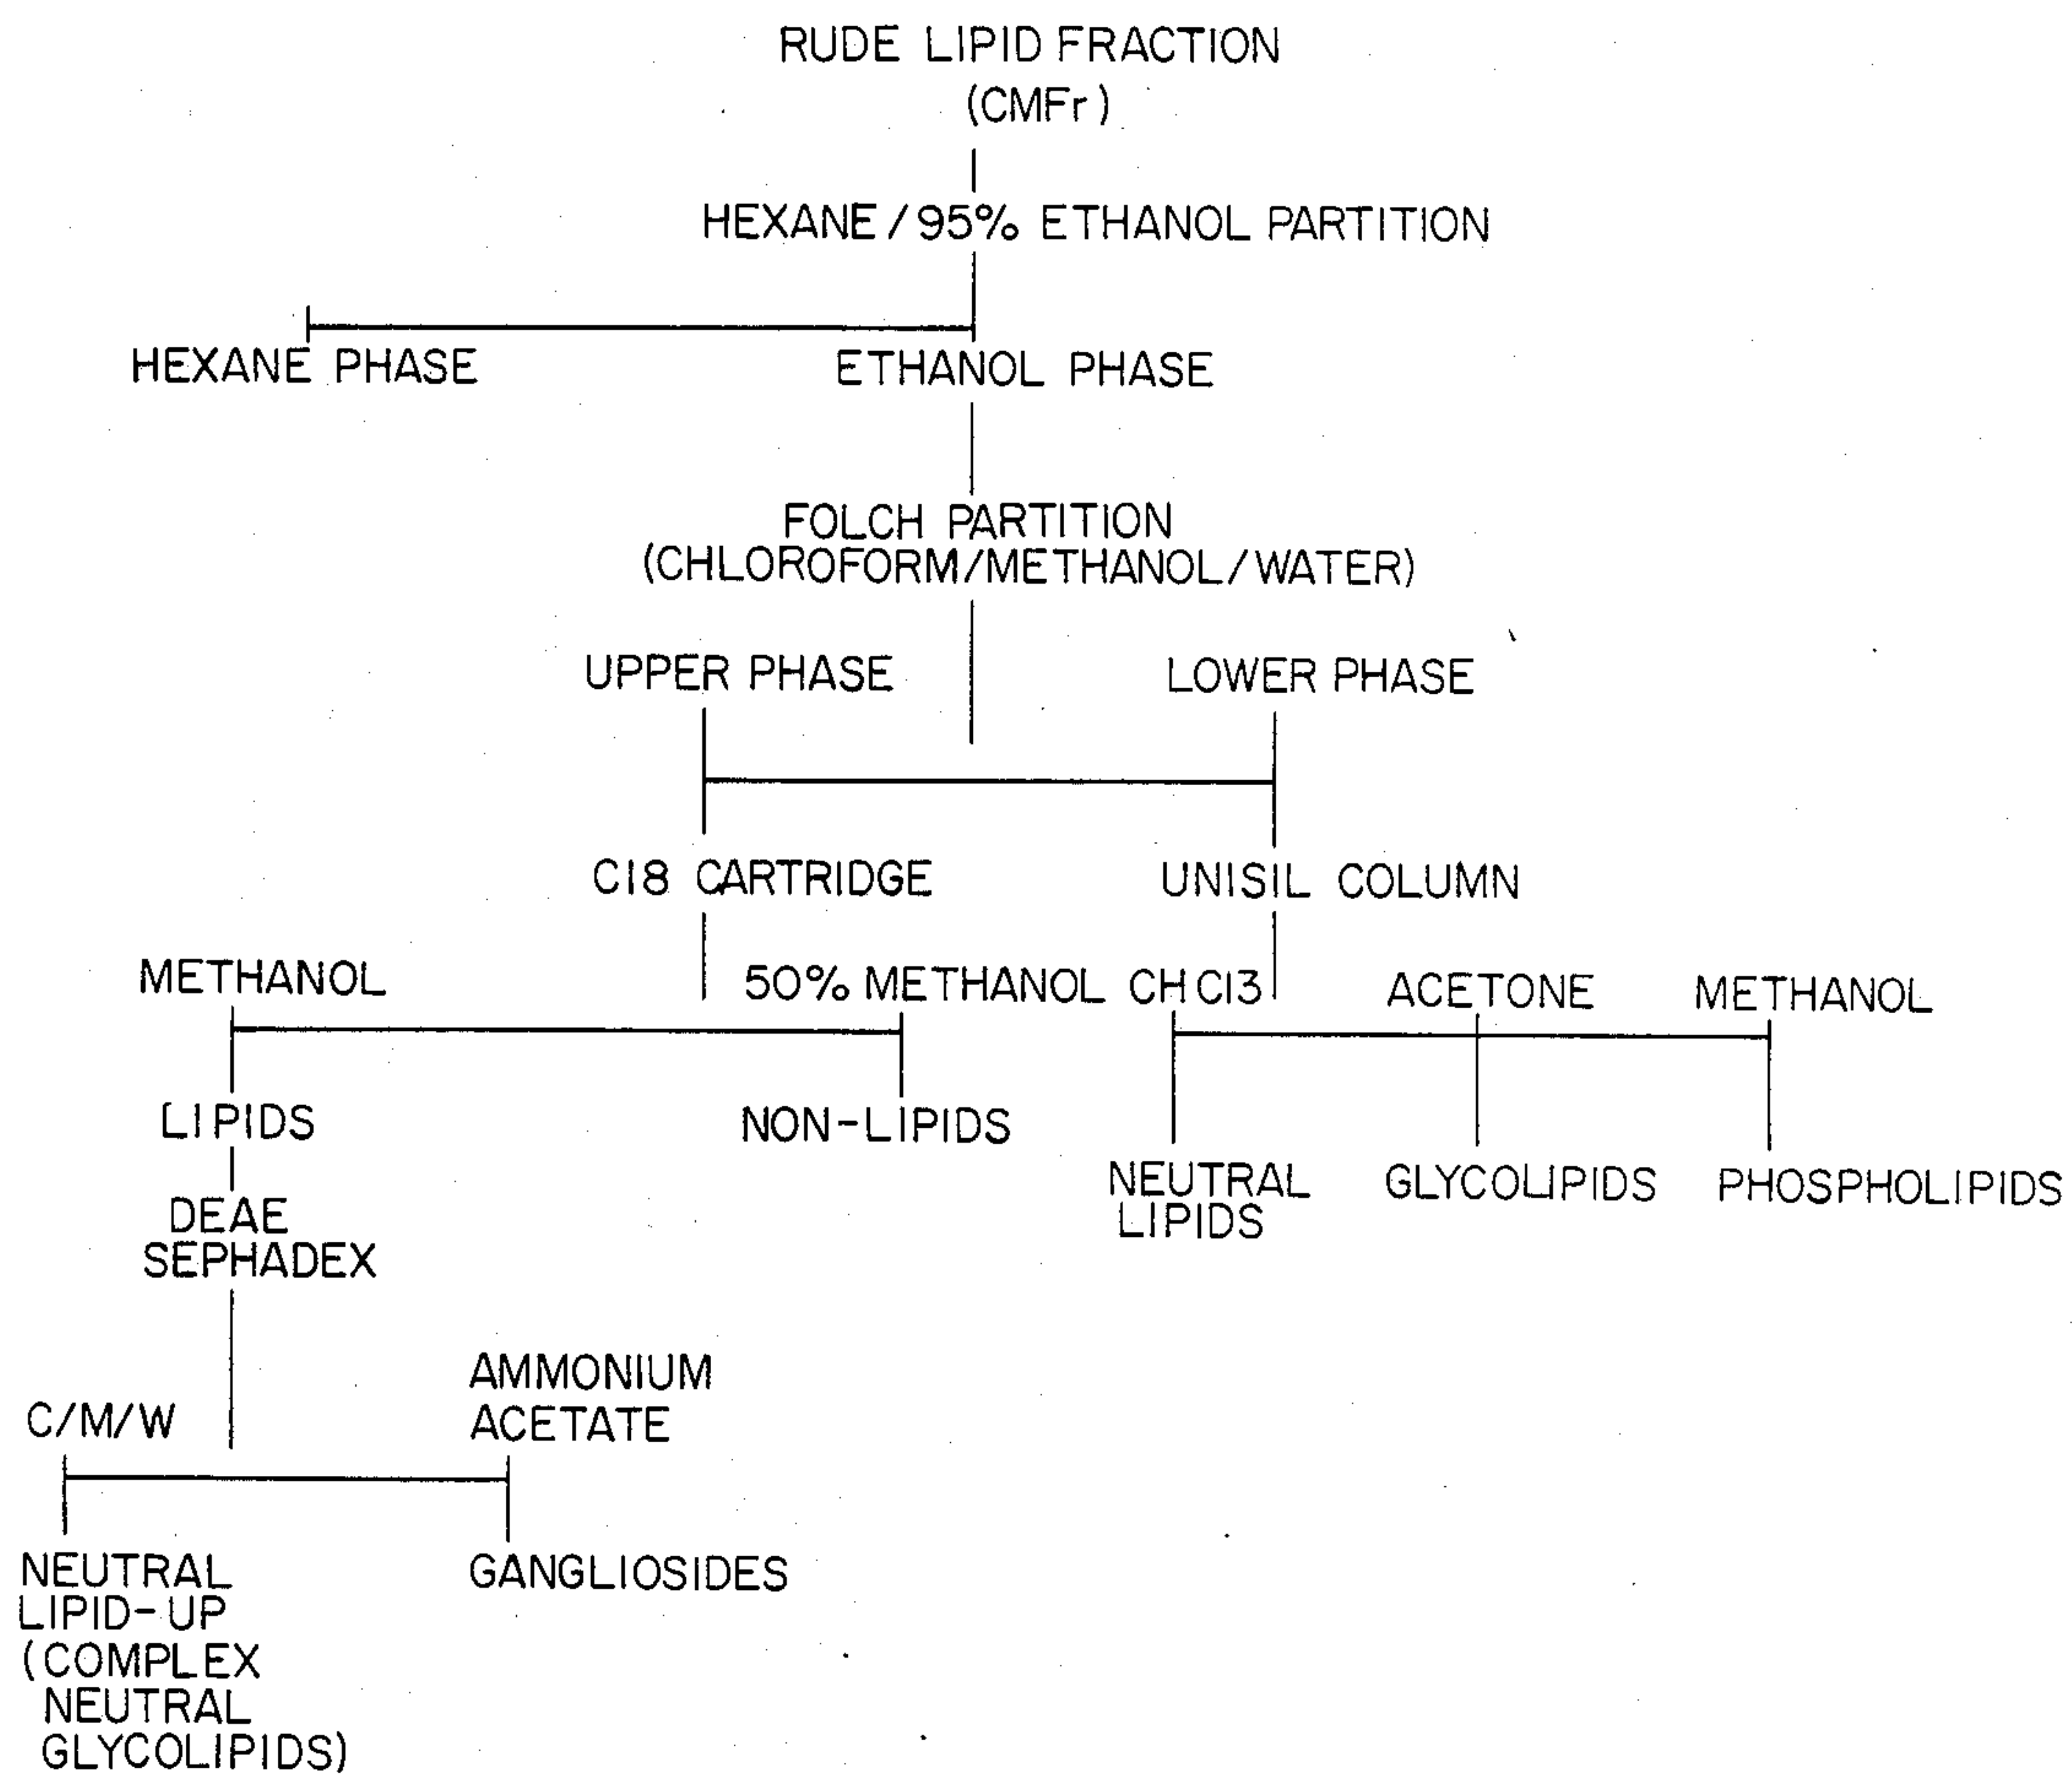 RUDE LIPID FRACTION
(CMFr)
HEXANE/95% ETHANOL PARTITION
HEXANE PHASE
ETHANOL PHASE
FOLCH PARTITION
(CHLOROFORM/METHANOL/WATER)
UPPER PHASE
LOWER PHASE
C18 CARTRIDGE
UNISIL COLUMN
METHANOL
50% METHANOL
CHCl3
ACETONE
METHANOL
LIPIDS
NON-LIPIDS
NEUTRAL
LIPIDS
GLYCOLIPIDS
PHOSPHOLIPIDS
DEAE
SEPHADEX
C/M/W
AMMONIUM
ACETATE
NEUTRAL
LIPID-UP
(COMPLEX
NEUTRAL
GLYCOLIPIDS)
GANGLIOSIDES